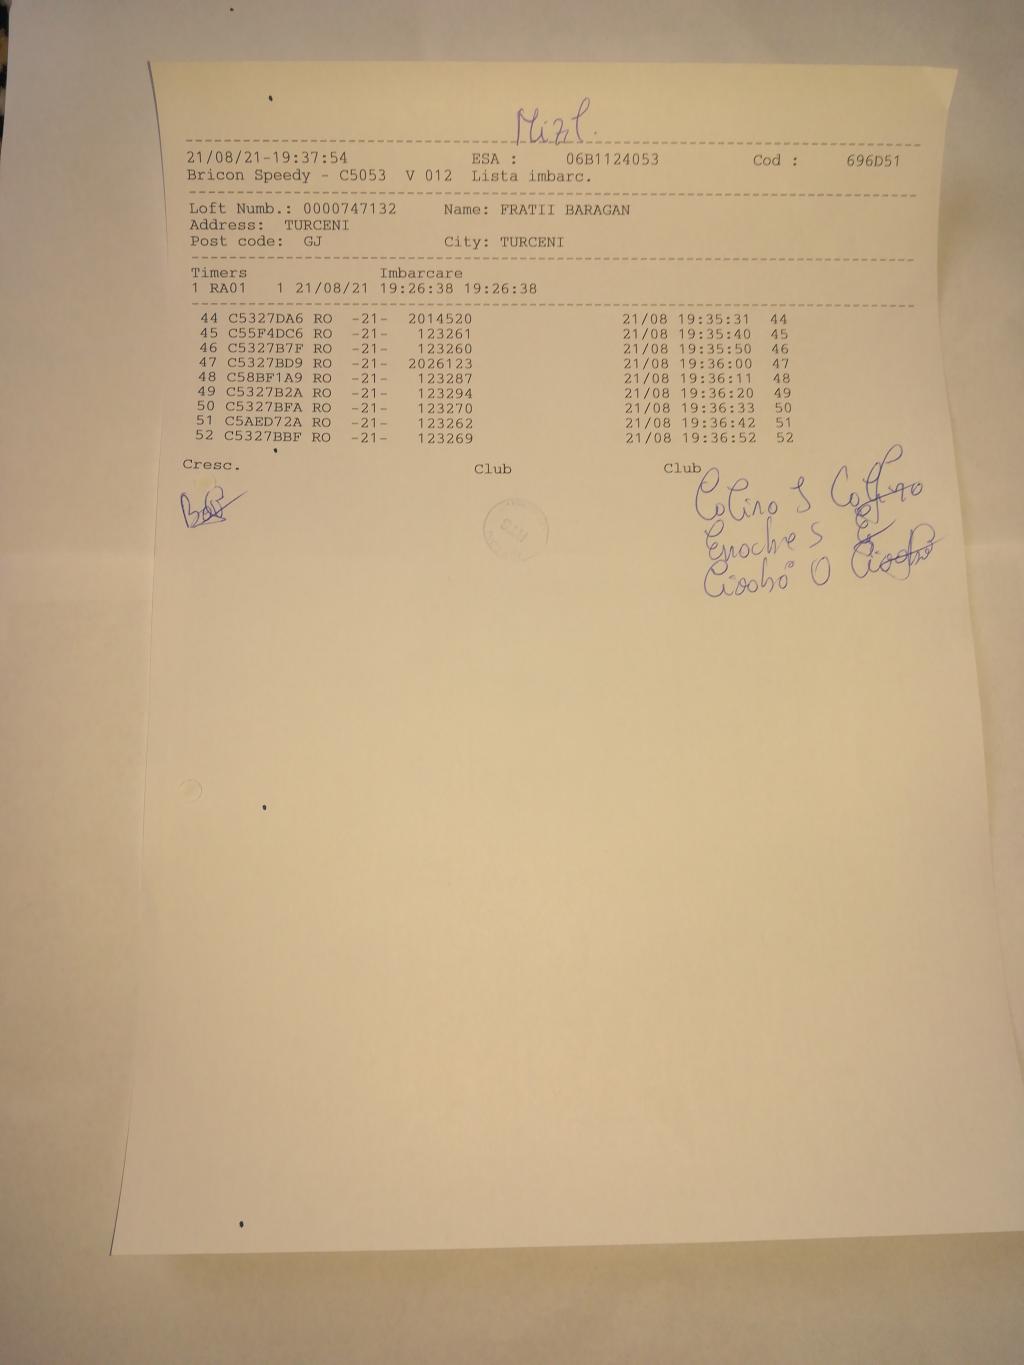 21/08/21-19:37:54 ESA : 06B1124053 Cod : 696D51
Bricon Speedy - C5053 V 012 Lista imbarc.
Loft Numb.: 0000747132 Name: FRATII BARAGAN
Address: TURCENI
Post code: GJ City: TURCENI
Timers Imbarcare
1 RA01 1 21/08/21 19:26:38 19:26:38
44 C5327DA6 RO -21- 2014520 21/08 19:35:31 44
45 C55F4DC6 RO -21- 123261 21/08 19:35:40 45
46 C5327B7F RO -21- 123260 21/08 19:35:50 46
47 C5327BD9 RO -21- 2026123 21/08 19:36:00 47
48 C58BF1A9 RO -21- 123287 21/08 19:36:11 48
49 C5327B2A RO -21- 123294 21/08 19:36:20 49
50 C5327BFA RO -21- 123270 21/08 19:36:33 50
51 C5AED72A RO -21- 123262 21/08 19:36:42 51
52 C5327BBF RO -21- 123269 21/08 19:36:52 52
Cresc. Club Club